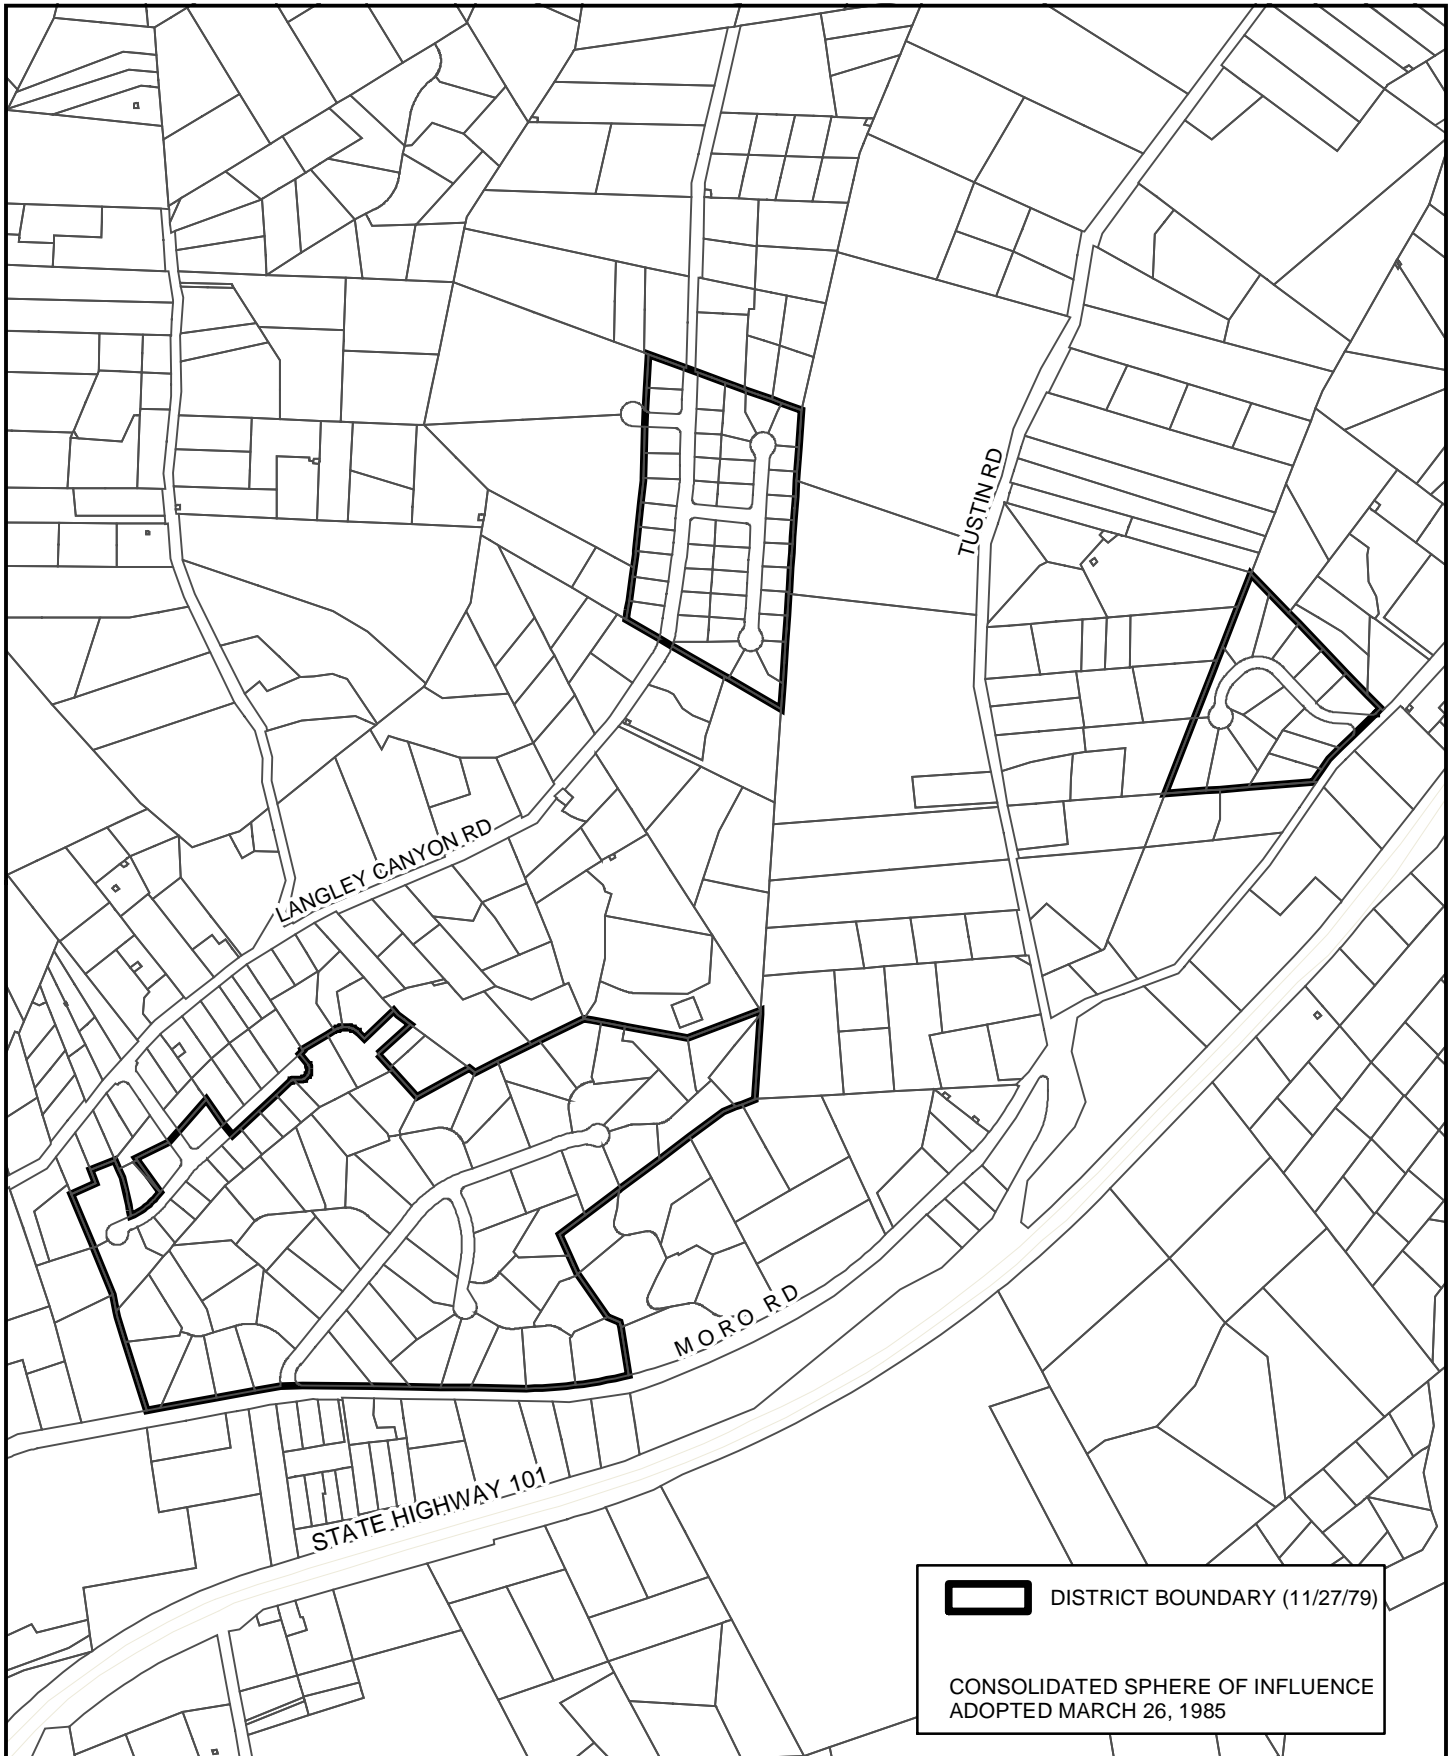 TUSTIN RD
LANGLEY CANYON RD
MORO RD
STATE HIGHWAY 101
DISTRICT BOUNDARY (11/27/79)
CONSOLIDATED SPHERE OF INFLUENCE
ADOPTED MARCH 26, 1985